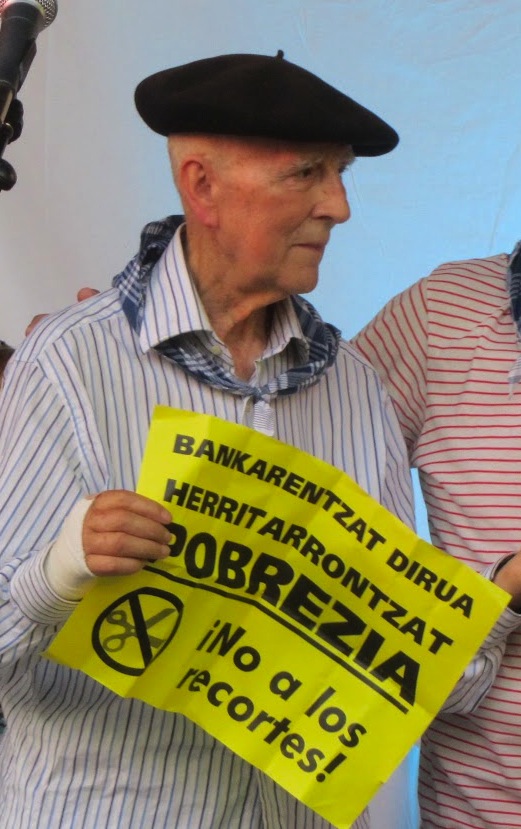 BANKARENTZAT DIRUA
HERRITARRONTZAT
POBREZIA
¡No a los
recortes!